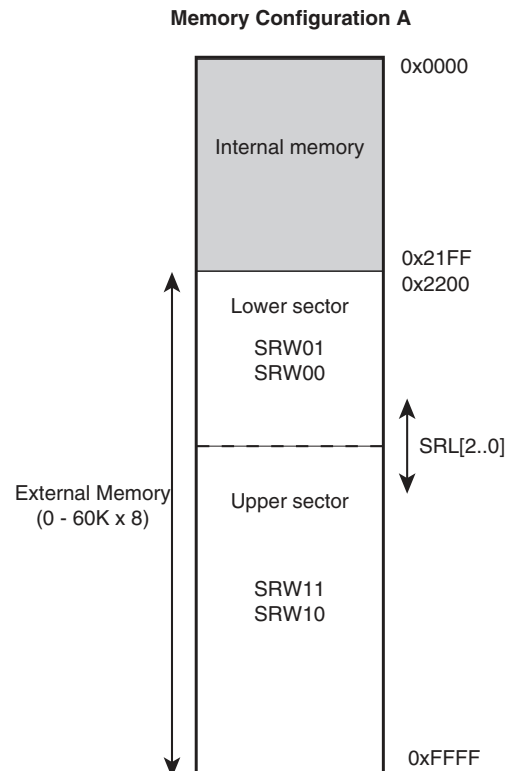 Memory Configuration A
0x0000
Internal memory
0x21FF
0x2200
Lower sector
SRW01
SRW00
SRL[2..0]
External Memory
(0 - 60K x 8)
Upper sector
SRW11
SRW10
0xFFFF